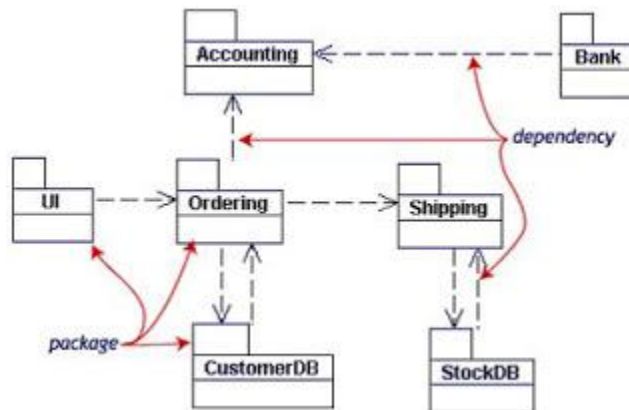 Accounting
Bank
dependency
UI
Ordering
Shipping
package
CustomerDB
StockDB